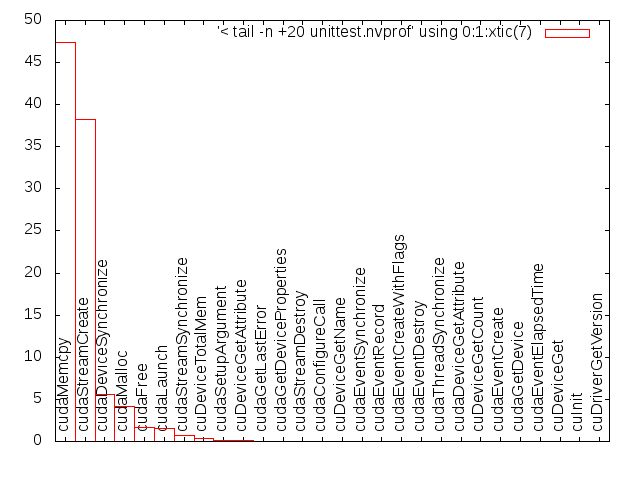 '< tail -n +20 unittest.nvprof' using 0:1:xtic(7)
50
45
40
35
30
25
20
15
10
5
0
cudaMemcpy
cudaStreamCreate
cudaDeviceSynchronize
cudaMalloc
cudaFree
cudaLaunch
cudaStreamSynchronize
cuDeviceTotalMem
cudaSetupArgument
cuDeviceGetAttribute
cudaGetLastError
cudaGetDeviceProperties
cudaStreamDestroy
cudaConfigureCall
cuDeviceGetName
cudaEventSynchronize
cudaEventRecord
cudaEventCreateWithFlags
cudaEventDestroy
cudaThreadSynchronize
cudaDeviceGetAttribute
cuDeviceGetCount
cudaEventCreate
cudaGetDevice
cudaEventElapsedTime
cuDeviceGet
cuInit
cuDriverGetVersion